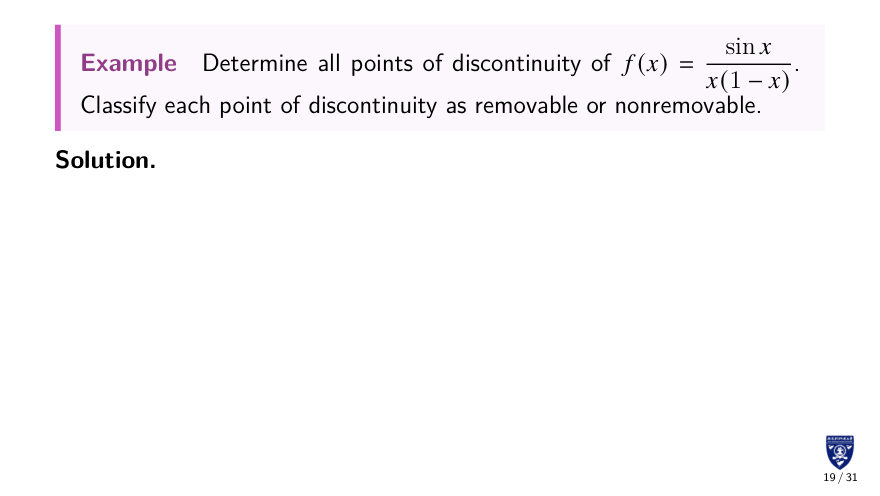 Example Determine all points of discontinuity of f(x) = sin x / x(1 − x).
Classify each point of discontinuity as removable or nonremovable.
Solution.
19 / 31